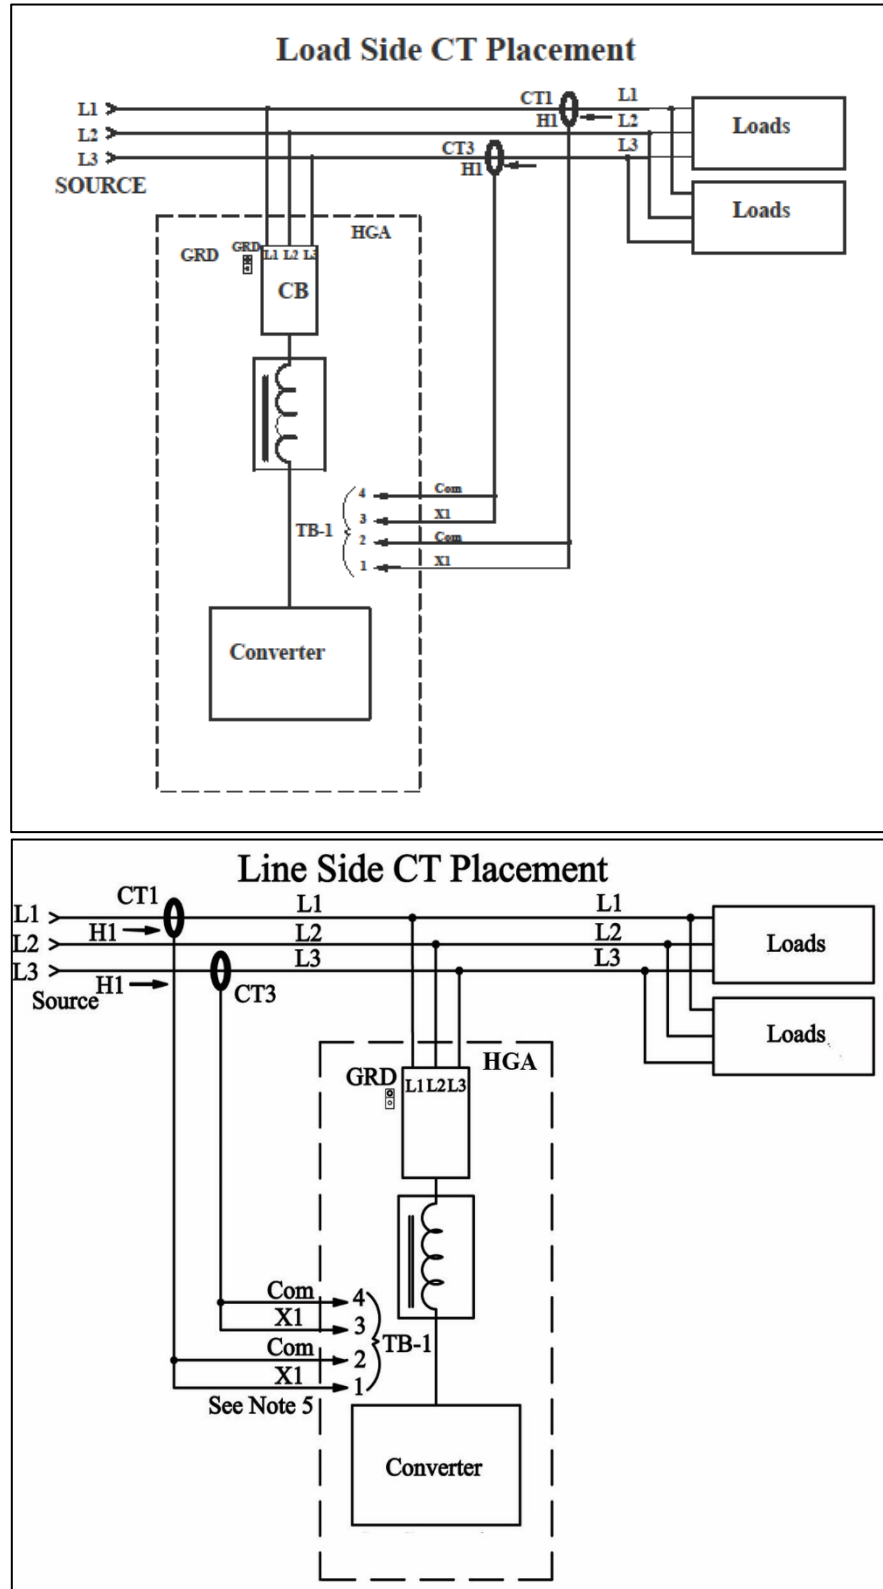 Load Side CT Placement
L1
CT1
L1
L2
H1
L2
L3
CT3
L3
H1
SOURCE
Loads
Loads
HGA
GRD
GRD
L1 L2 L3
CB
4
Com
3
X1
TB-1
2
Com
1
X1
Converter
Line Side CT Placement
CT1
L1
L1
L1
H1
L2
L2
L2
L3
L3
L3
H1
Source
CT3
Loads
Loads
HGA
GRD
L1 L2 L3
Com
4
X1
3
TB-1
Com
2
X1
1
See Note 5
Converter